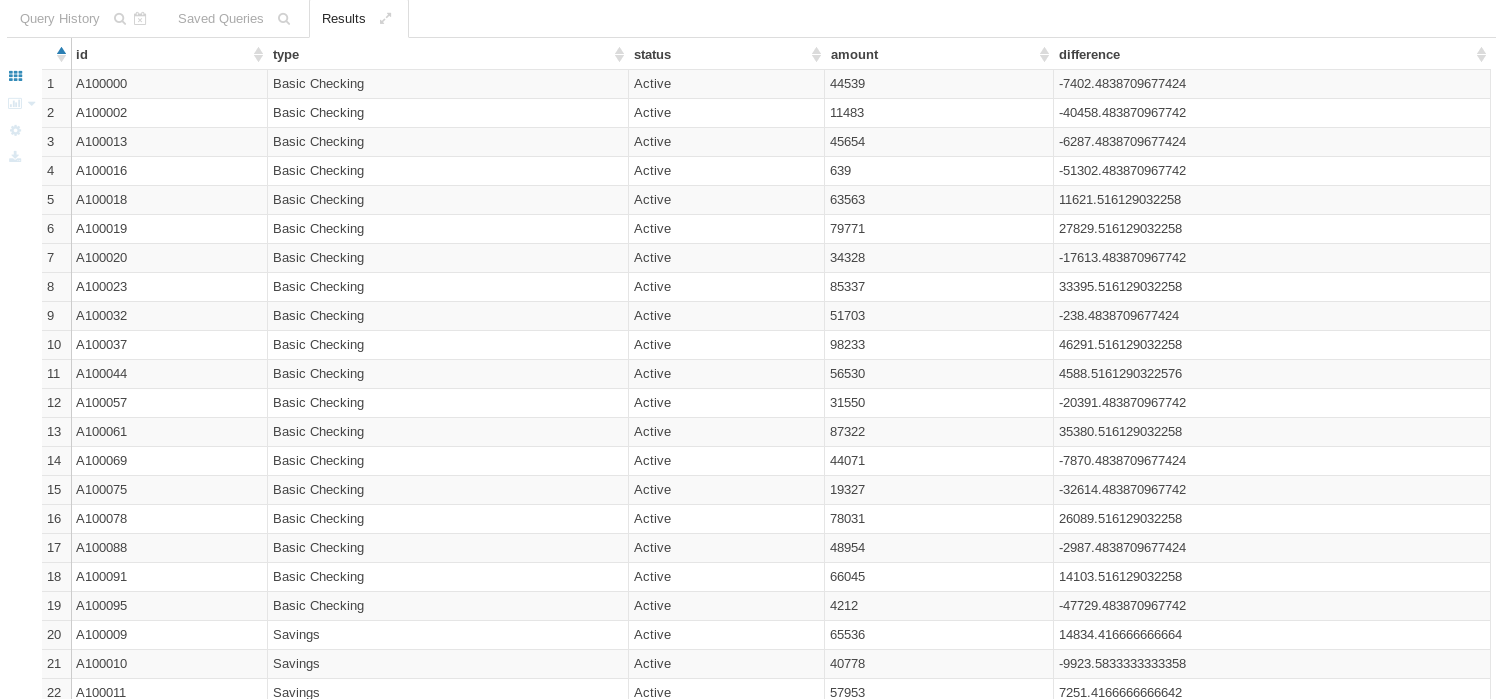 Query History Saved Queries Results
id type status amount difference
1 A100000 Basic Checking Active 44539 -7402.4838709677424
2 A100002 Basic Checking Active 11483 -40458.483870967742
3 A100013 Basic Checking Active 45654 -6287.4838709677424
4 A100016 Basic Checking Active 639 -51302.483870967742
5 A100018 Basic Checking Active 63563 11621.516129032258
6 A100019 Basic Checking Active 79771 27829.516129032258
7 A100020 Basic Checking Active 34328 -17613.483870967742
8 A100023 Basic Checking Active 85337 33395.516129032258
9 A100032 Basic Checking Active 51703 -238.4838709677424
10 A100037 Basic Checking Active 98233 46291.516129032258
11 A100044 Basic Checking Active 56530 4588.5161290322576
12 A100057 Basic Checking Active 31550 -20391.483870967742
13 A100061 Basic Checking Active 87322 35380.516129032258
14 A100069 Basic Checking Active 44071 -7870.4838709677424
15 A100075 Basic Checking Active 19327 -32614.483870967742
16 A100078 Basic Checking Active 78031 26089.516129032258
17 A100088 Basic Checking Active 48954 -2987.4838709677424
18 A100091 Basic Checking Active 66045 14103.516129032258
19 A100095 Basic Checking Active 4212 -47729.483870967742
20 A100009 Savings Active 65536 14834.416666666664
21 A100010 Savings Active 40778 -9923.5833333333358
22 A100011 Savings Active 57953 7251.4166666666642